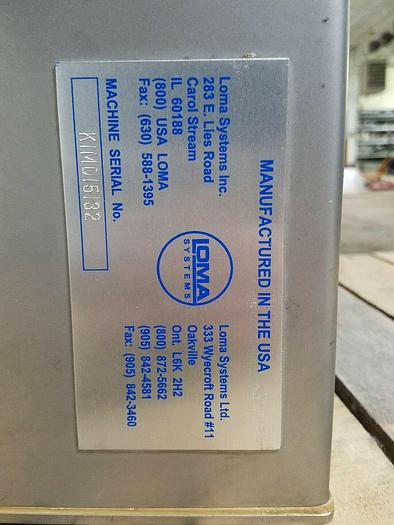 MANUFACTURED IN THE USA
Loma Systems Inc.
283 E. Lies Road
Carol Stream
IL 60188
(800) USA LOMA
Fax: (630) 588-1395
LOMA
SYSTEMS
Loma Systems Ltd.
333 Wyecroft Road #11
Oakville
Ont. L6K 2H2
(800) 872-5662
(905) 842-4581
Fax: (905) 842-3460
MACHINE SERIAL No.
KIMC15132